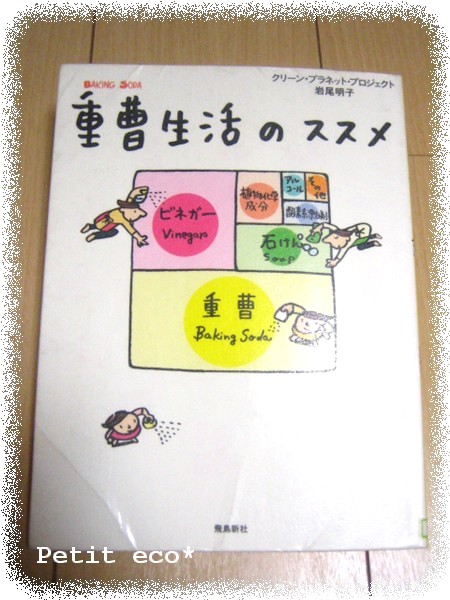 BAKING SODA
クリーン・プラネット・プロジェクト
岩尾明子
重曹生活のススメ
ビネガー
Vinegar
植物化学
成分
アル
コール
その
他
酸素系漂白剤
石けん
Soap
重曹
Baking Soda
飛鳥新社
Petit eco*